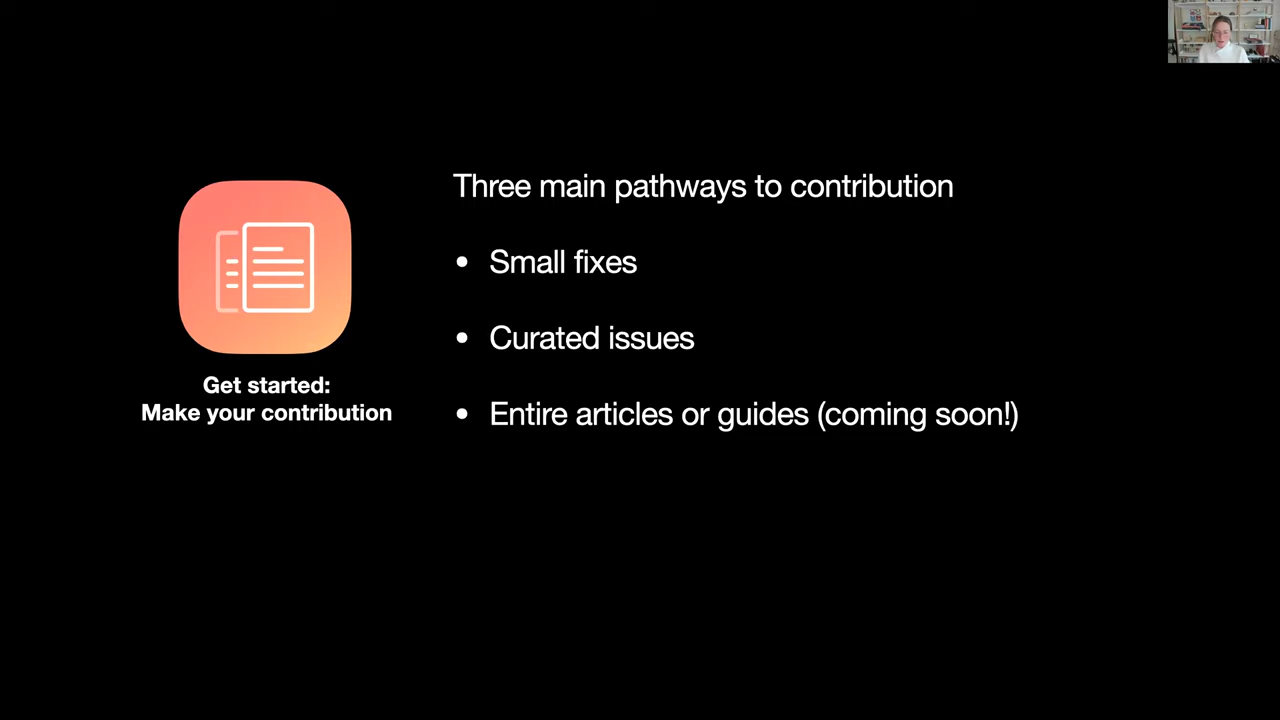 Three main pathways to contribution
• Small fixes
• Curated issues
• Entire articles or guides (coming soon!)
Get started:
Make your contribution